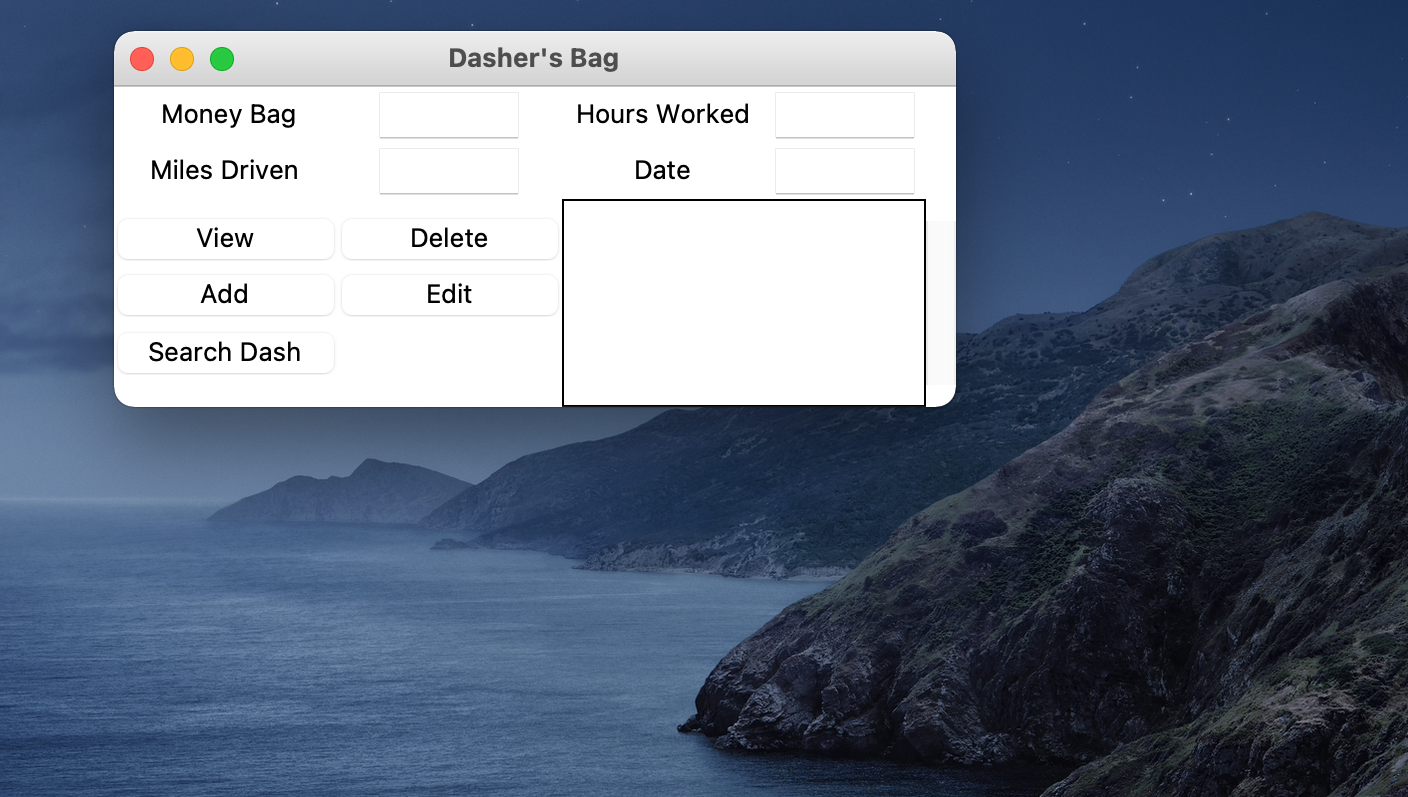 Dasher's Bag
Money Bag Hours Worked
Miles Driven Date
View Delete
Add Edit
Search Dash